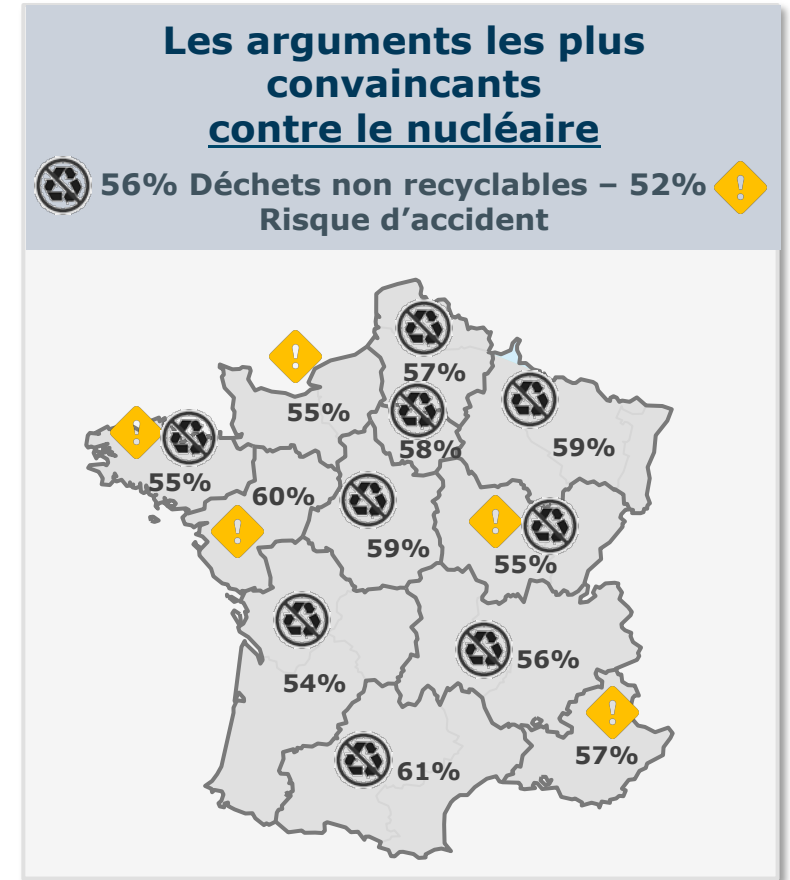 Les arguments les plus
convaincants
contre le nucléaire
56% Déchets non recyclables – 52%
Risque d’accident
57%
55%
58%
59%
55%
60%
59%
55%
56%
54%
57%
61%